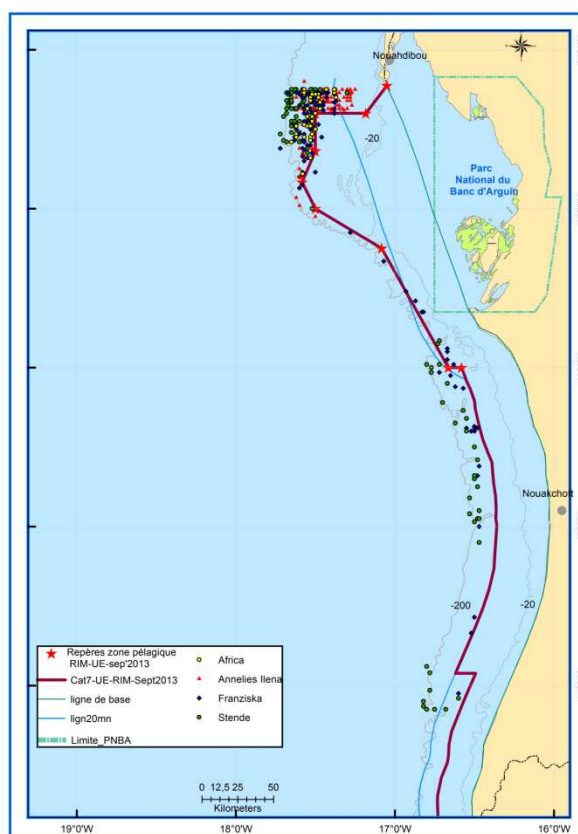 Nouahdibou
-20
Parc
National du
Banc d'Arguin
Nouakchott
-200
-20
Repères zone pélagique
RIM-UE-sep'2013
Cat7-UE-RIM-Sept2013
ligne de base
lign20mn
Limite_PNBA
Africa
Annelies Ilena
Franziska
Stende
0 12,5 25 50
Kilometers
19°0'W 18°0'W 17°0'W 16°0'W